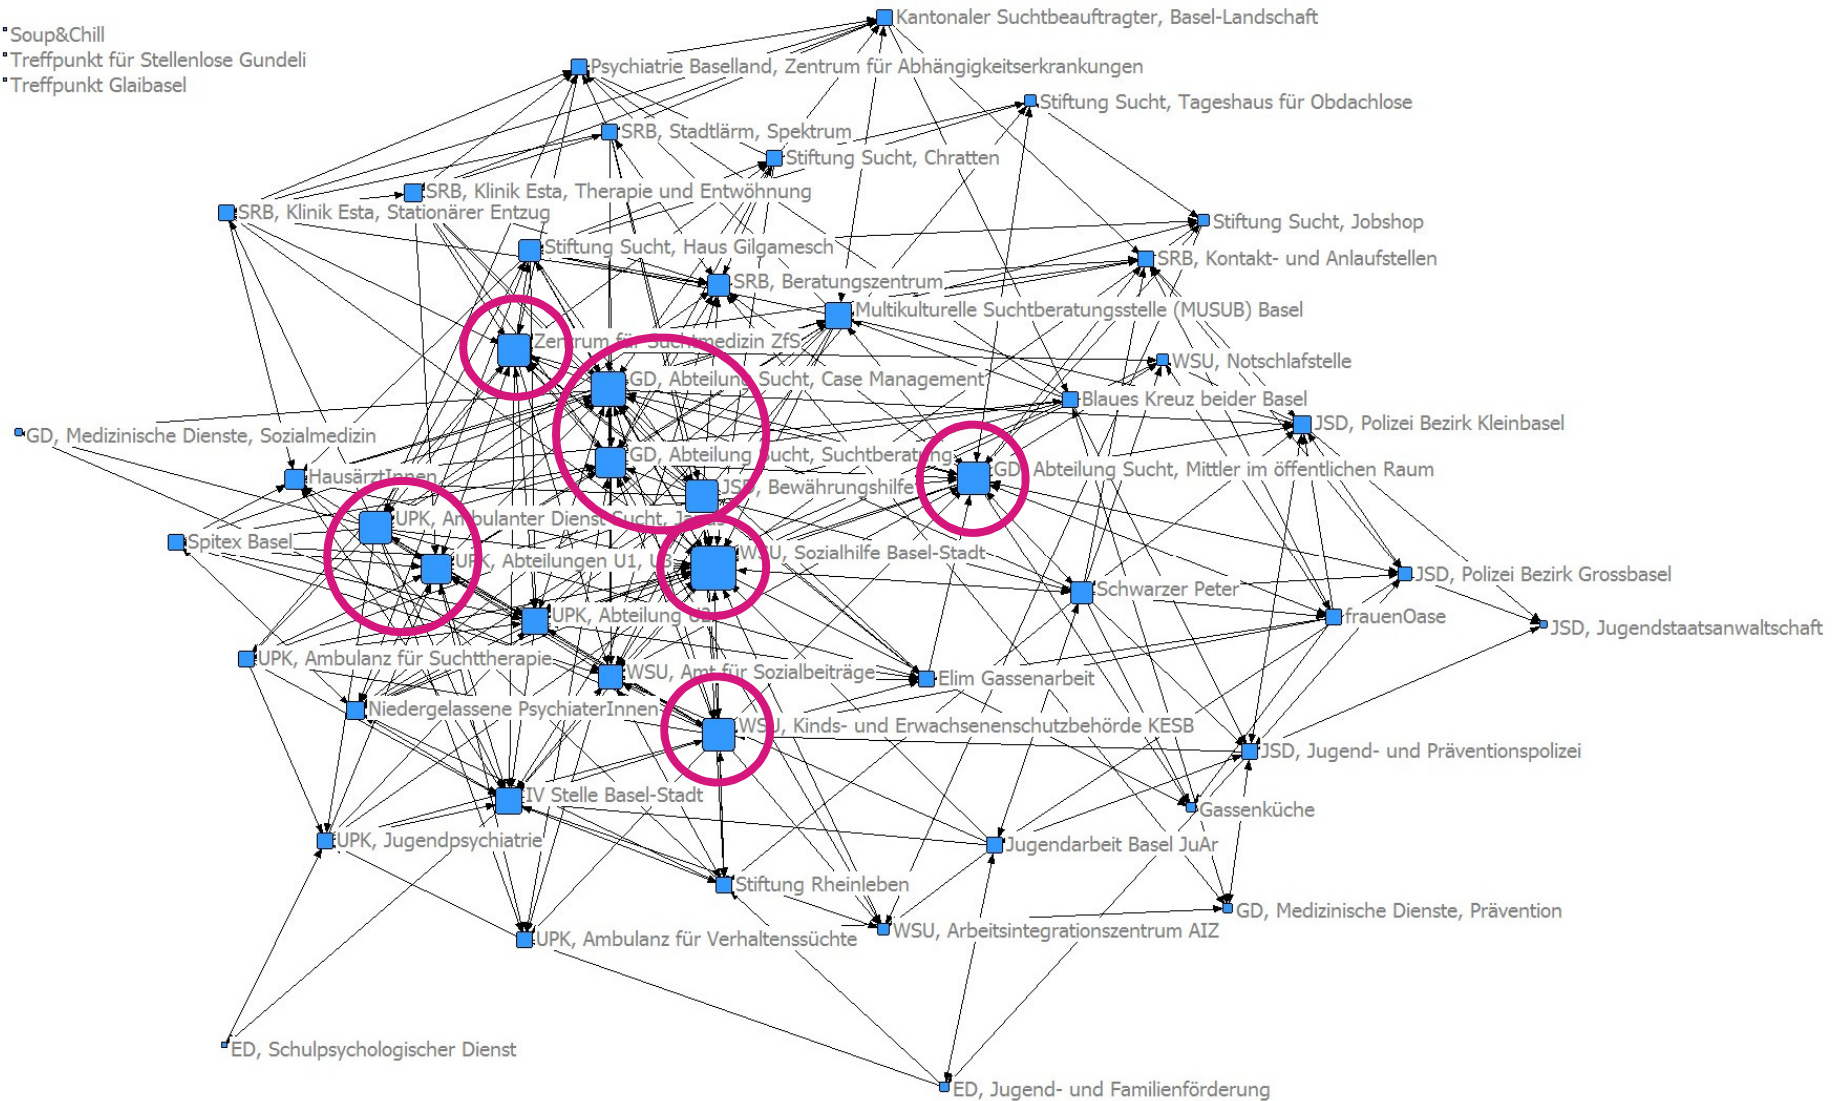 Kantonaler Suchtbeauftragter, Basel-Landschaft
Soup&Chill
Treffpunkt für Stellenlose Gundeli
Psychiatrie Baselland, Zentrum für Abhängigkeitserkrankungen
Treffpunkt Glaibasel
Stiftung Sucht, Tageshaus für Obdachlose
SRB, Stadtlärm, Spektrum
Stiftung Sucht, Chratten
SRB, Klinik Esta, Therapie und Entwöhnung
SRB, Klinik Esta, Stationärer Entzug
Stiftung Sucht, Jobshop
Stiftung Sucht, Haus Gilgamesch
SRB, Kontakt- und Anlaufstellen
SRB, Beratungszentrum
Multikulturelle Suchtberatungsstelle (MUSUB) Basel
Zentrum für Suchtmedizin ZfS
WSU, Notschlafstelle
GD, Abteilung Sucht, Case Management
Blaues Kreuz beider Basel
JSD, Polizei Bezirk Kleinbasel
GD, Medizinische Dienste, Sozialmedizin
GD, Abteilung Sucht, Suchtberatung
GD, Abteilung Sucht, Mittler im öffentlichen Raum
HausärztInnen
JSD, Bewährungshilfe
UPK, Ambulanter Dienst Sucht, Janus
Spitex Basel
WSU, Sozialhilfe Basel-Stadt
UPK, Abteilungen U1, U3
JSD, Polizei Bezirk Grossbasel
Schwarzer Peter
UPK, Abteilung U2
frauenOase
JSD, Jugendstaatsanwaltschaft
UPK, Ambulanz für Suchttherapie
WSU, Amt für Sozialbeiträge
Elim Gassenarbeit
Niedergelassene PsychiaterInnen
WSU, Kinds- und Erwachsenenschutzbehörde KESB
JSD, Jugend- und Präventionspolizei
IV Stelle Basel-Stadt
Gassenküche
UPK, Jugendpsychiatrie
Jugendarbeit Basel JuAr
Stiftung Rheinleben
GD, Medizinische Dienste, Prävention
WSU, Arbeitsintegrationszentrum AIZ
UPK, Ambulanz für Verhaltenssüchte
ED, Schulpsychologischer Dienst
ED, Jugend- und Familienförderung